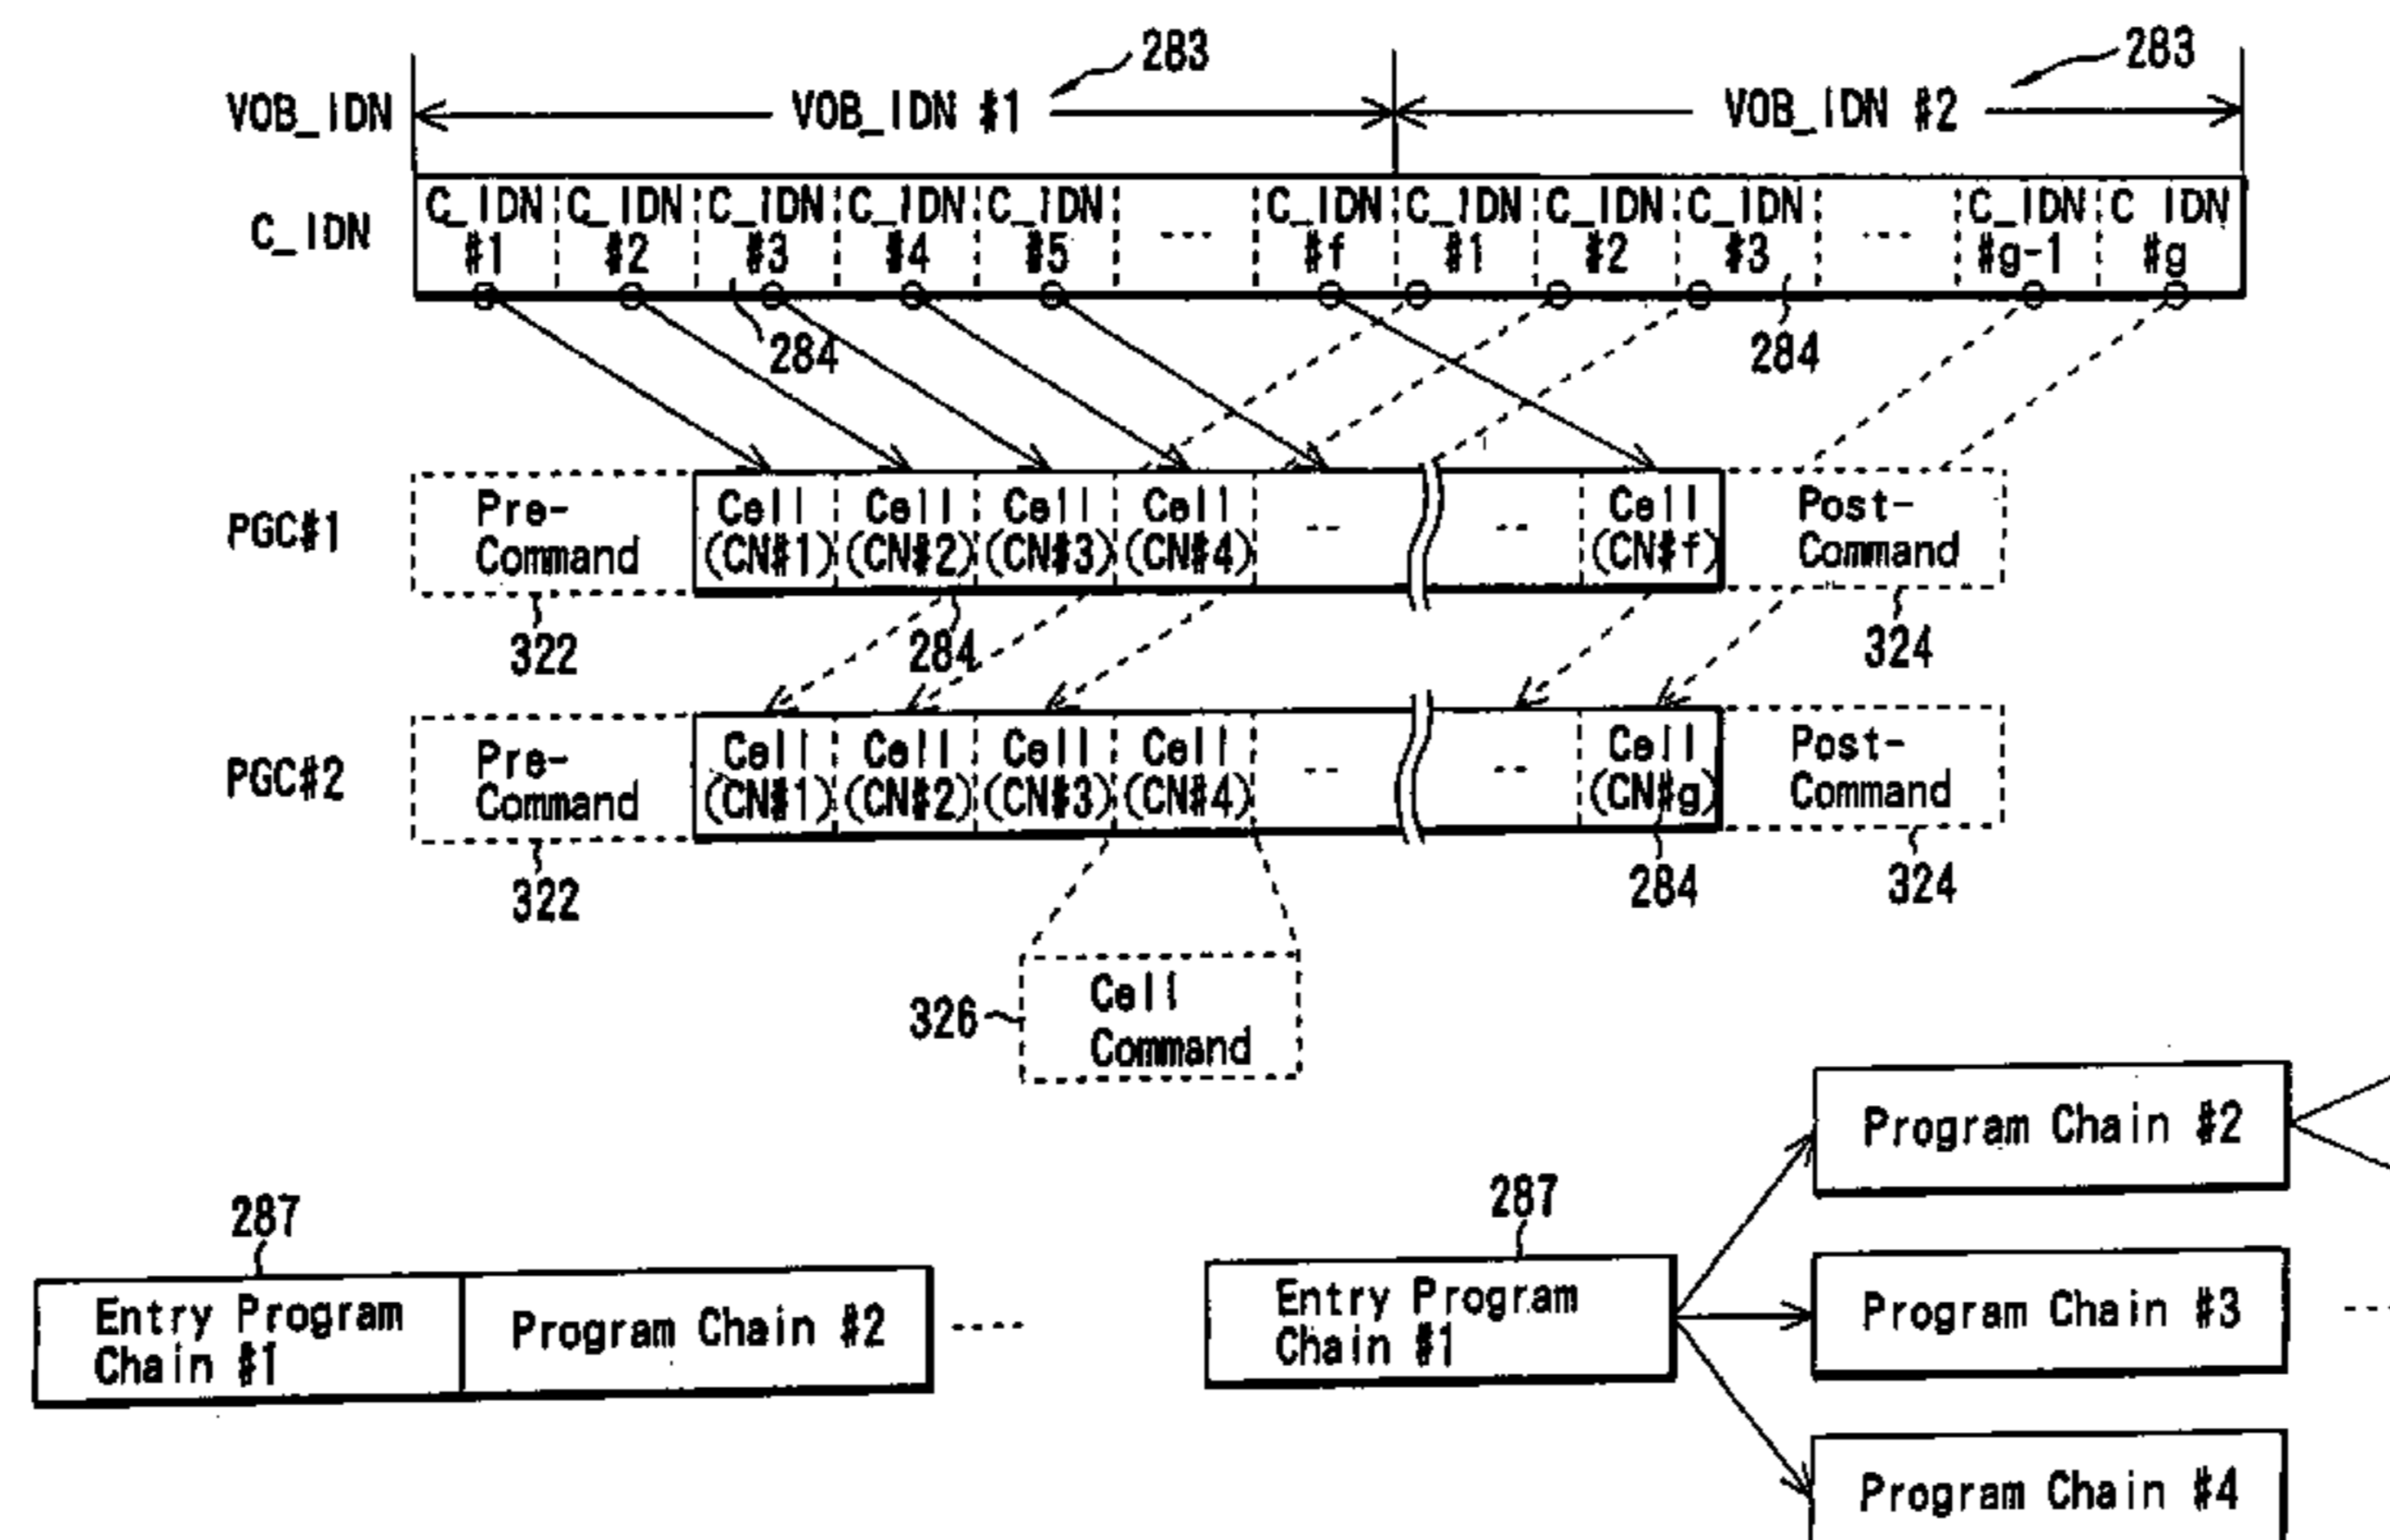 283
283
VOB_IDN
VOB_IDN #1
VOB_IDN #2
C_IDN
C_IDN #1
C_IDN #2
C_IDN #3
C_IDN #4
C_IDN #5
---
C_IDN #f
C_IDN #1
C_IDN #2
C_IDN #3
---
C_IDN #g-1
C IDN #g
284
284
PGC#1
Pre-
Command
Cell
(CN#1)
Cell
(CN#2)
Cell
(CN#3)
Cell
(CN#4)
--
--
Cell
(CN#f)
Post-
Command
322
284
324
PGC#2
Pre-
Command
Cell
(CN#1)
Cell
(CN#2)
Cell
(CN#3)
Cell
(CN#4)
--
--
Cell
(CN#g)
Post-
Command
322
284
324
326
Cell
Command
287
Entry Program
Chain #1
Program Chain #2
----
287
Entry Program
Chain #1
Program Chain #2
Program Chain #3
---
Program Chain #4